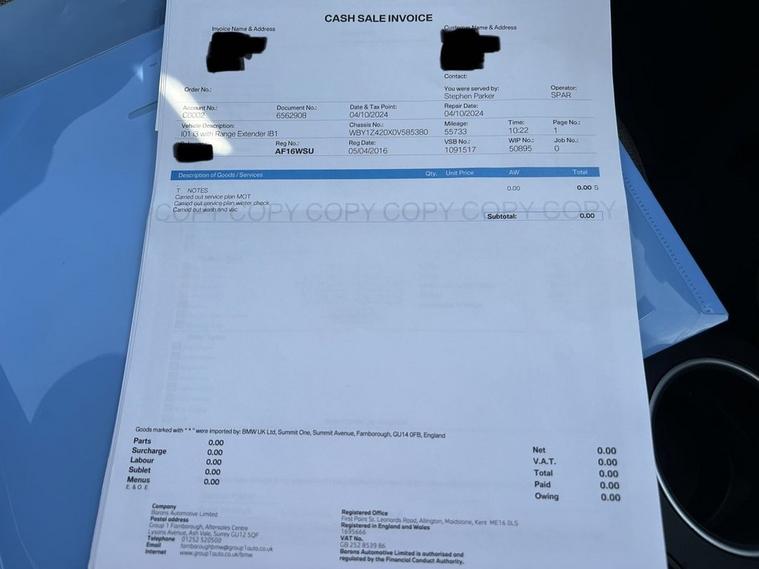 CASH SALE INVOICE
Invoice Name & Address
Customer Name & Address
Contact:
Order No.:
You were served by:
Operator:
Stephen Parker
SPAR
Account No.:
Document No.:
Date & Tax Point:
Repair Date:
C0002
6562908
04/10/2024
04/10/2024
Vehicle Description:
Chassis No.:
Mileage:
Time:
Page No.:
I01 i3 with Range Extender IB1
WBY1Z420X0V585380
55733
10:22
1
Reg No.:
Reg Date:
VSB No.:
WIP No.:
Job No.:
AF16WSU
05/04/2016
1091517
50895
0
Description of Goods / Services Qty. Unit Price AW Total
T NOTES 0.00 0.00 S
Carried out service plan MOT
Carried out service plan winter check
Carried out wash and vac
COPY COPY COPY COPY COPY COPY
Subtotal: 0.00
Goods marked with " * " were imported by: BMW UK Ltd, Summit One, Summit Avenue, Farnborough, GU14 0FB, England
Parts 0.00
Surcharge 0.00
Labour 0.00
Sublet 0.00
Menus 0.00
E. & O. E.
Net 0.00
V.A.T. 0.00
Total 0.00
Paid 0.00
Owing 0.00
Company
Barons Automotive Limited
Postal address
Group 1 Farnborough, Aftersales Centre
Lysons Avenue, Ash Vale, Surrey GU12 5QF
Telephone 01252 520500
Email farnboroughbmw@group1auto.co.uk
Internet www.group1auto.co.uk/bmw
Registered Office
First Point St. Leonards Road, Allington, Maidstone, Kent ME16 0LS
Registered in England and Wales
1695666
VAT No.
GB 252 8539 86
Barons Automotive Limited is authorised and
regulated by the Financial Conduct Authority.